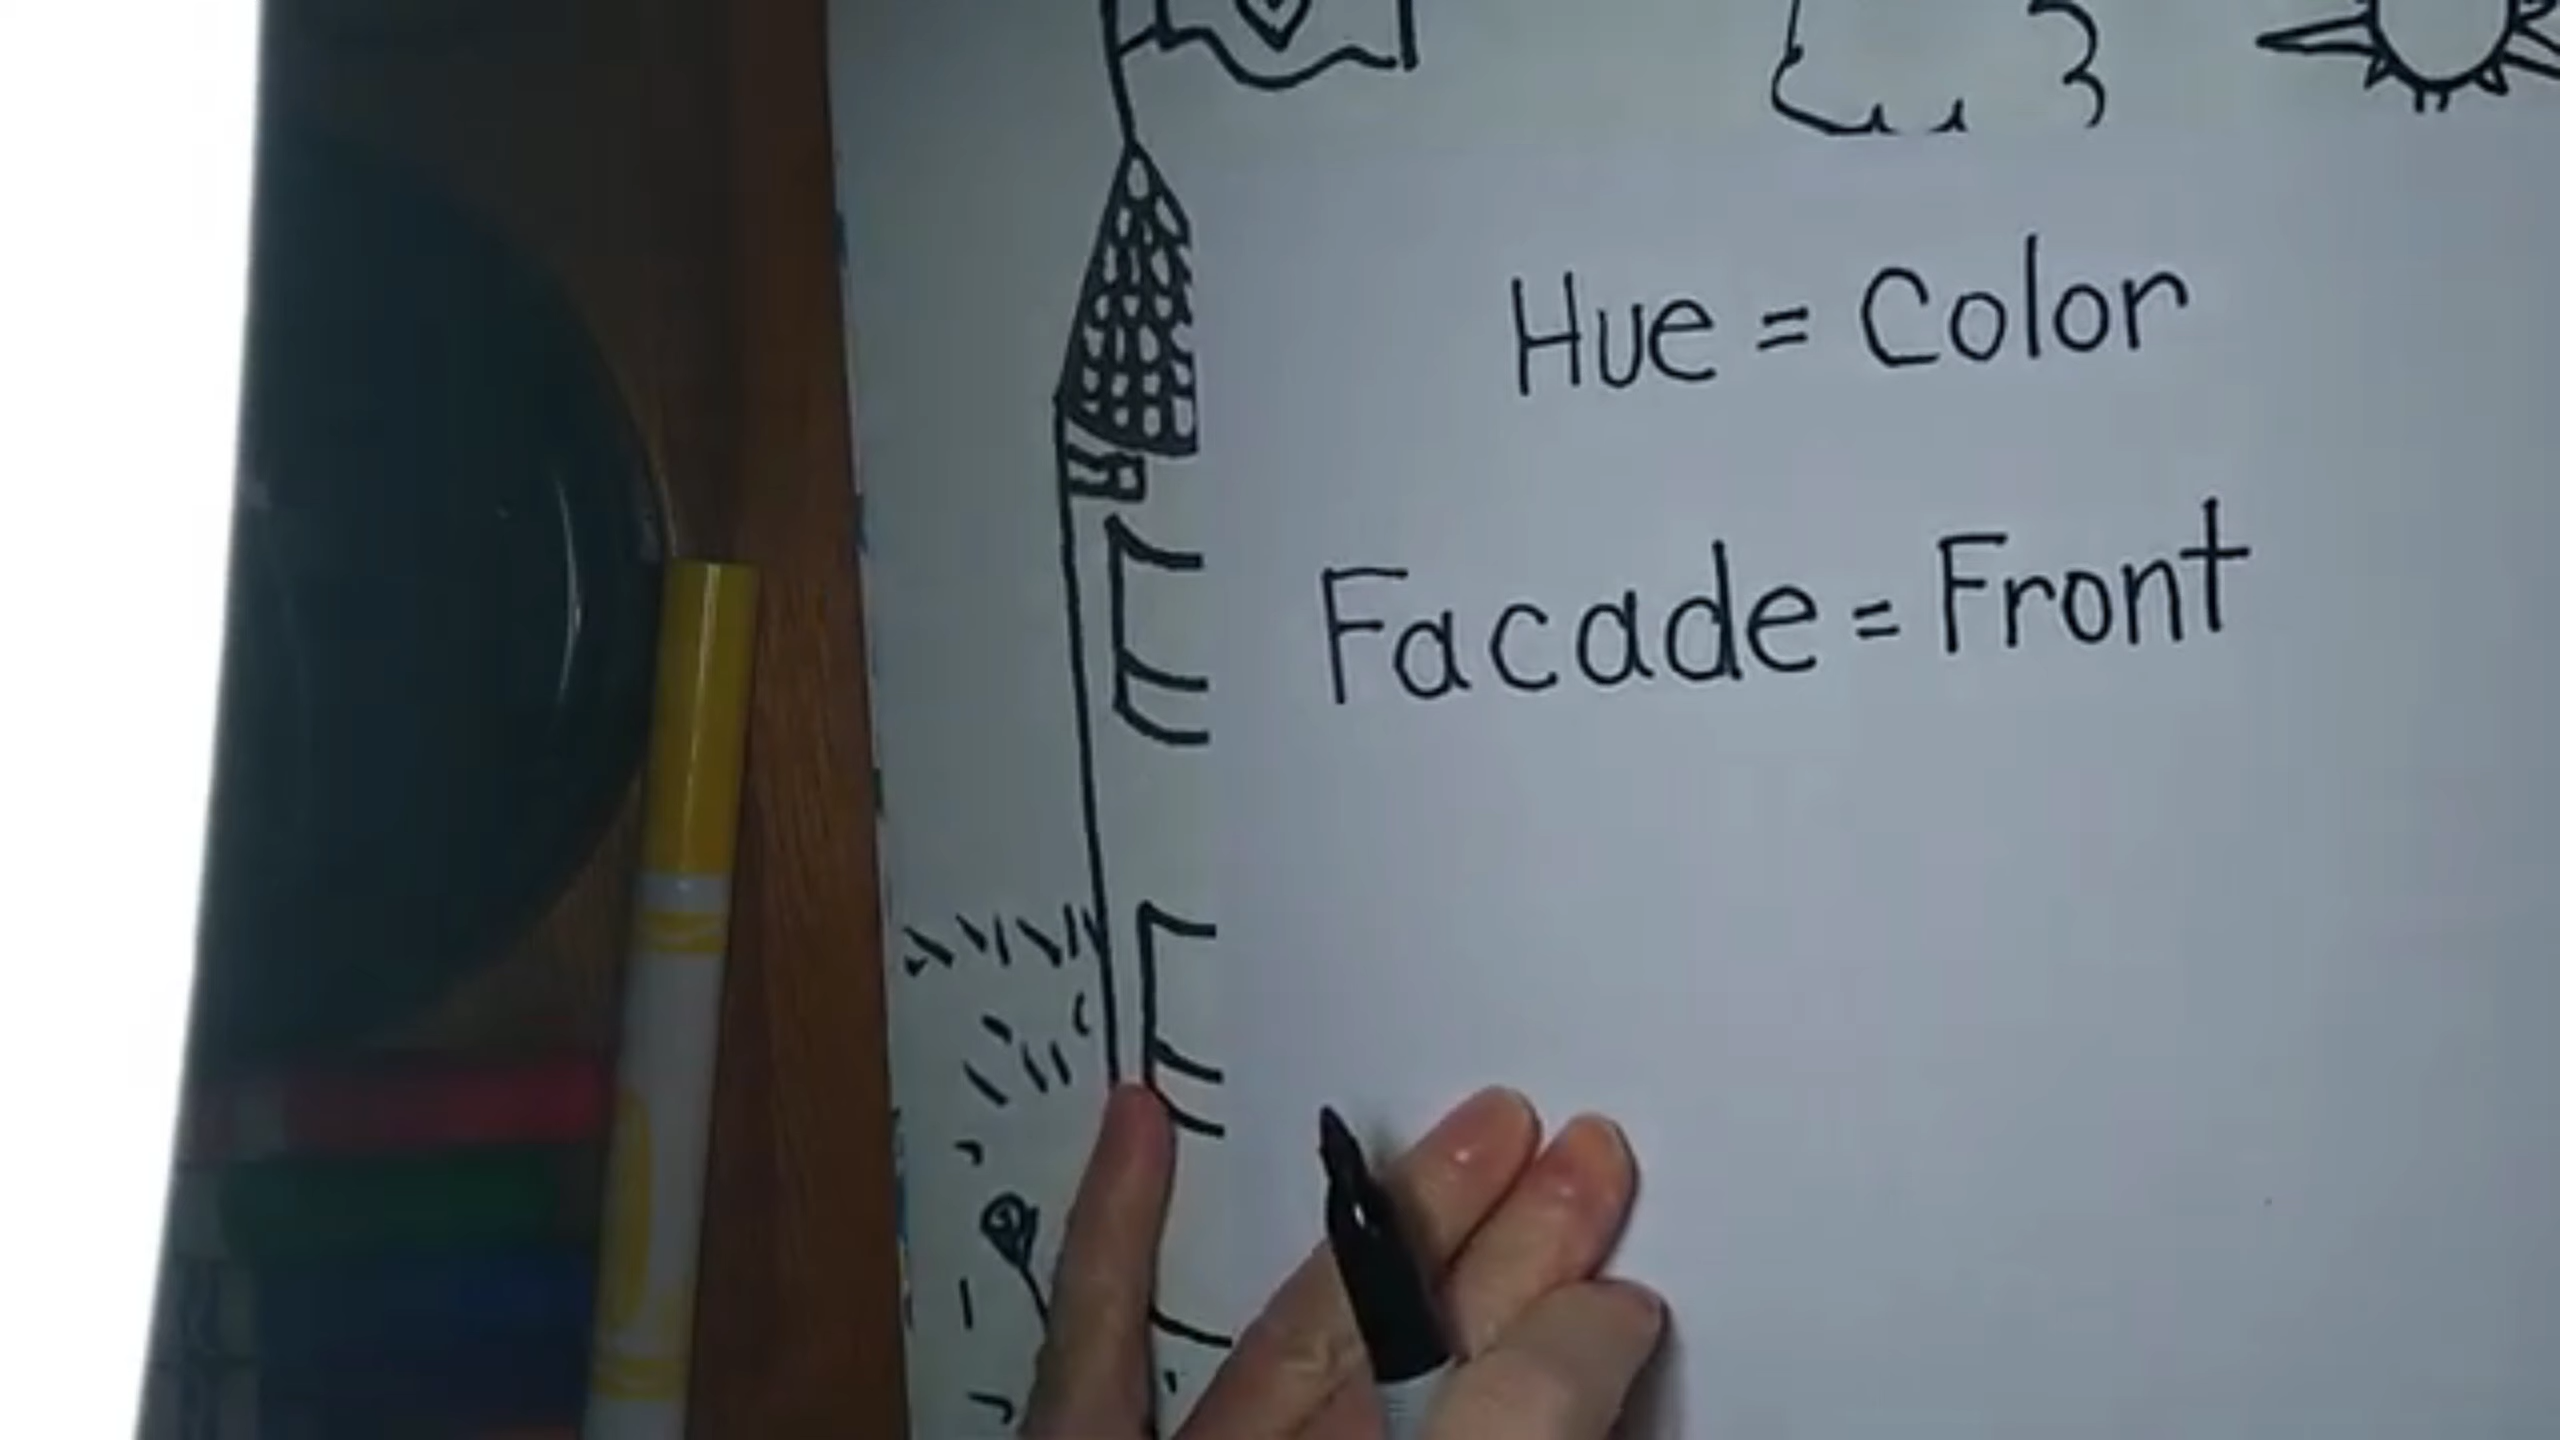 Hue = Color
Facade = Front